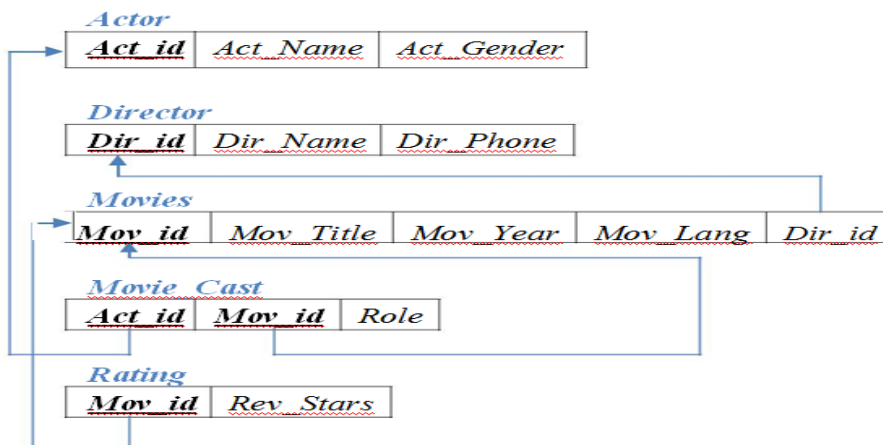 Actor
Act_id Act_Name Act_Gender
Director
Dir_id Dir_Name Dir_Phone
Movies
Mov_id Mov_Title Mov_Year Mov_Lang Dir_id
Movie_Cast
Act_id Mov_id Role
Rating
Mov_id Rev_Stars